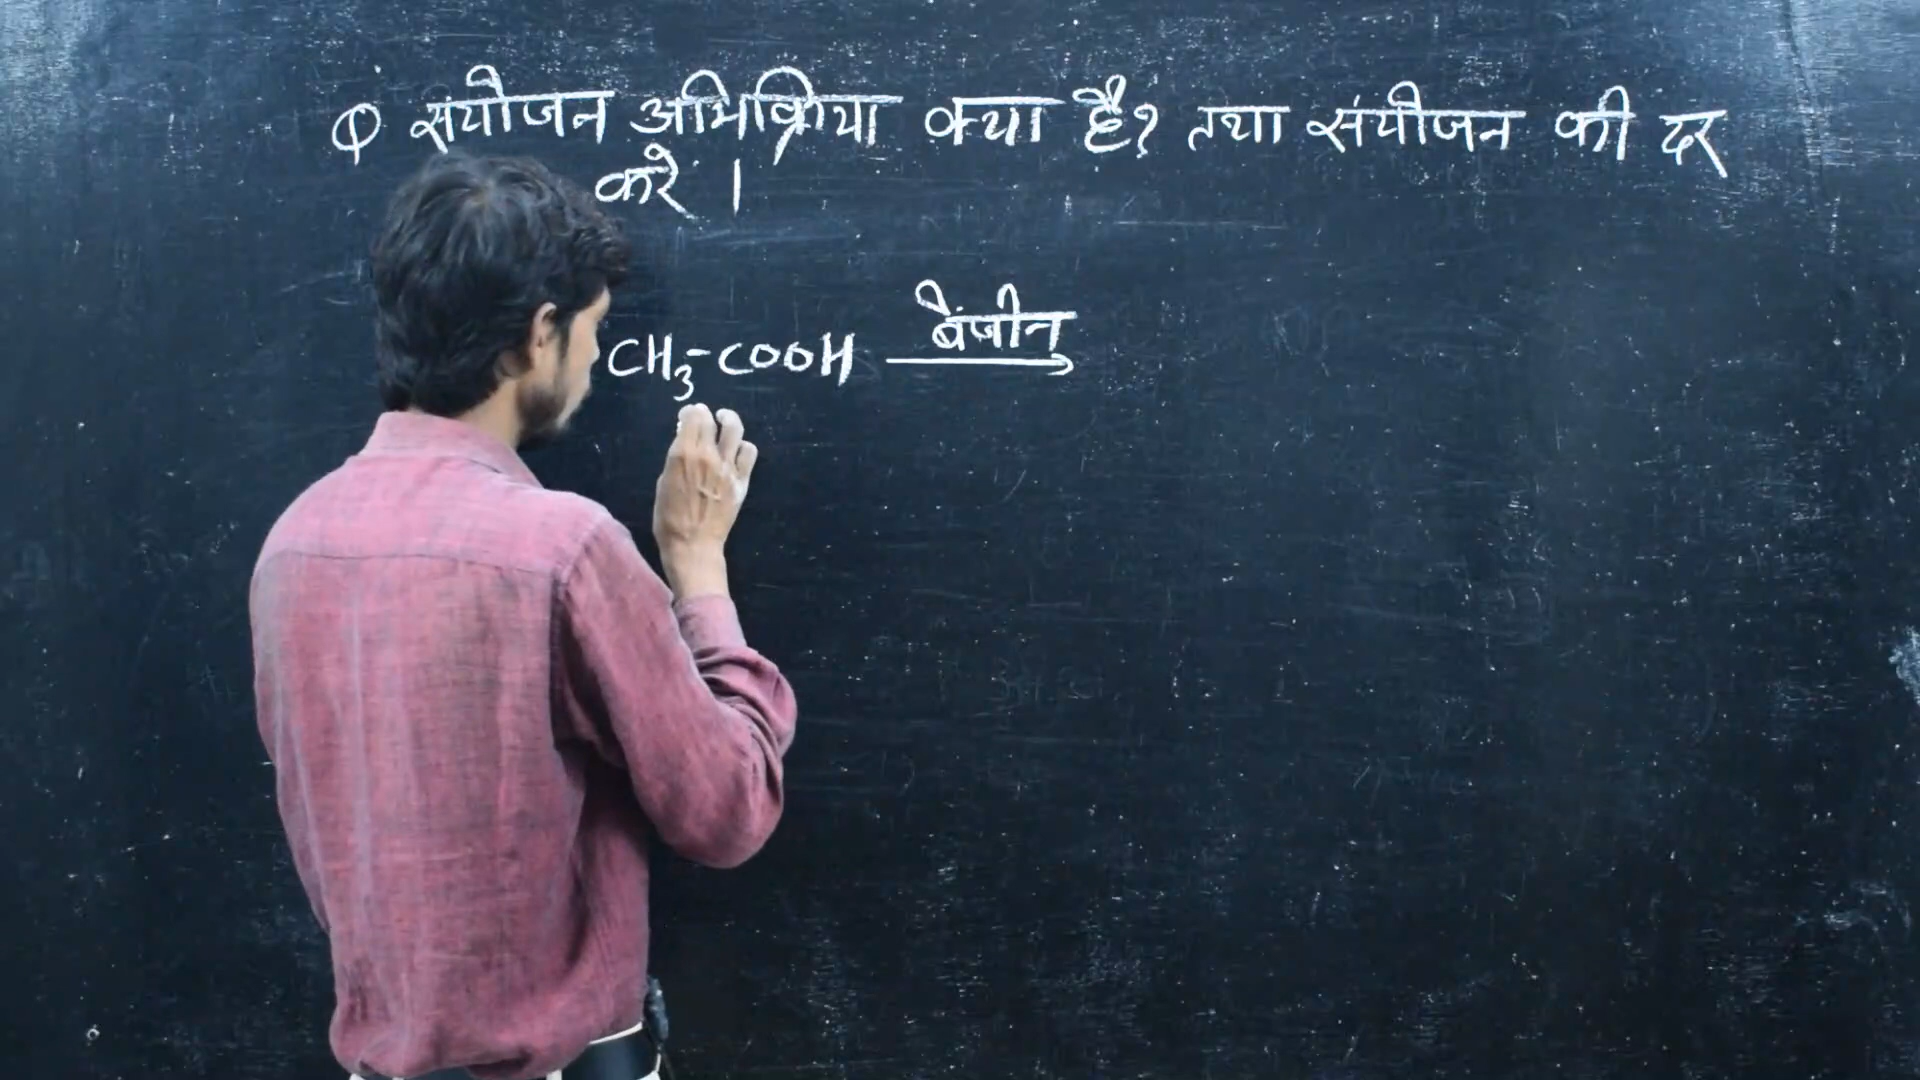 Q संयोजन अभिक्रिया क्या है? तथा संयोजन की दर
करें ।
CH3-COOH बेंजीन